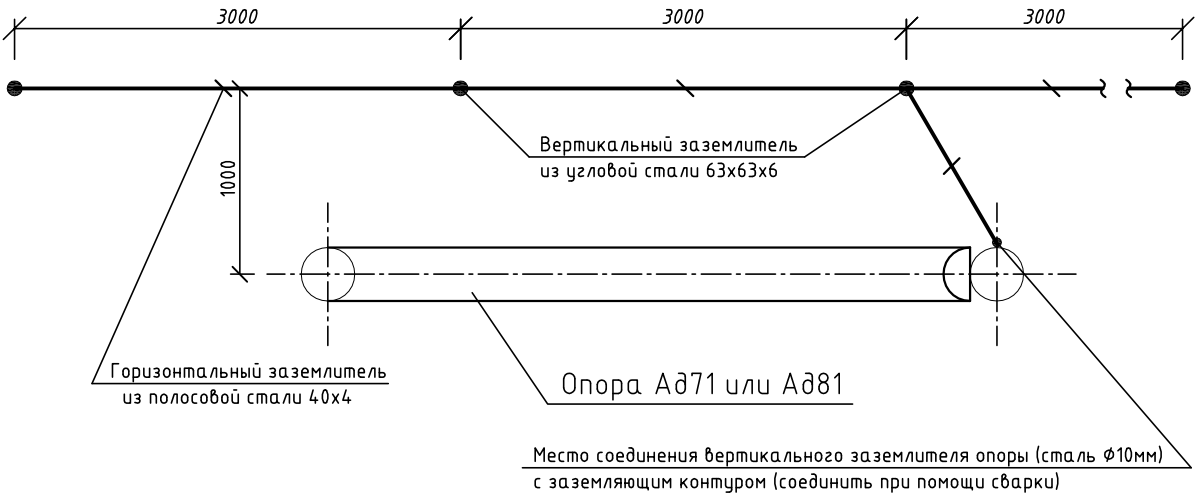 3000
3000
3000
Вертикальный заземлитель
из угловой стали 63х63х6
1000
Горизонтальный заземлитель
из полосовой стали 40х4
Опора Ад71 или Ад81
Место соединения вертикального заземлителя опоры (сталь Ф10мм)
с заземляющим контуром (соединить при помощи сварки)